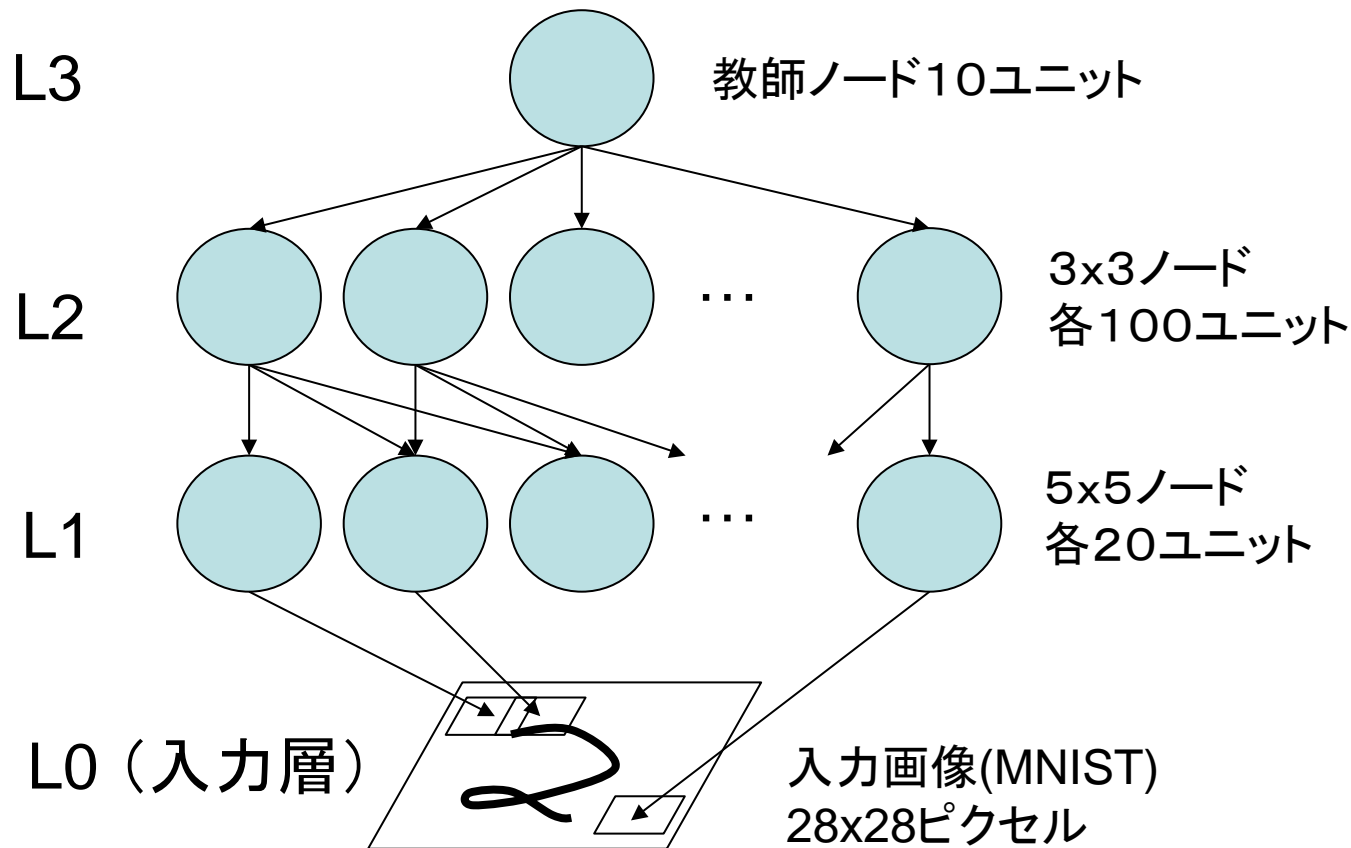 L3
教師ノード10ユニット
L2
…
3x3ノード
各100ユニット
L1
…
5x5ノード
各20ユニット
L0（入力層）
入力画像(MNIST)
28x28ピクセル